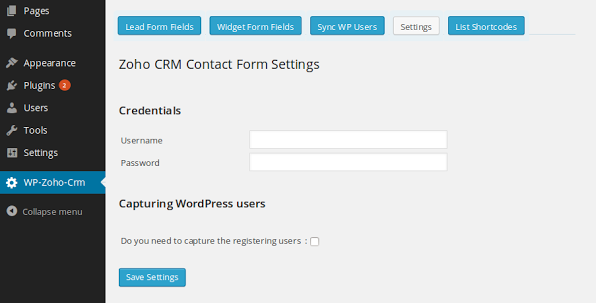 Pages
Comments
Appearance
Plugins 2
Users
Tools
Settings
WP-Zoho-Crm
Collapse menu
Lead Form Fields Widget Form Fields Sync WP Users Settings List Shortcodes
Zoho CRM Contact Form Settings
Credentials
Username
Password
Capturing WordPress users
Do you need to capture the registering users :
Save Settings